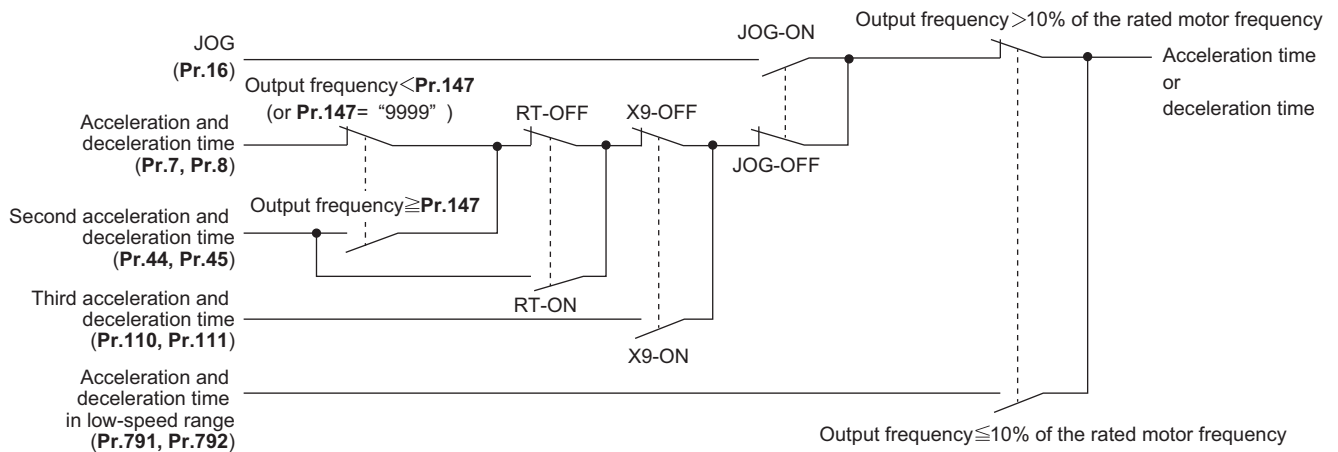 Output frequency＞10% of the rated motor frequency
JOG-ON
JOG
(Pr.16)
Acceleration time
or
deceleration time
Output frequency＜Pr.147
(or Pr.147= “9999” )
RT-OFF
X9-OFF
Acceleration and
deceleration time
(Pr.7, Pr.8)
JOG-OFF
Output frequency≧Pr.147
Second acceleration and
deceleration time
(Pr.44, Pr.45)
RT-ON
Third acceleration and
deceleration time
(Pr.110, Pr.111)
X9-ON
Acceleration and
deceleration time
in low-speed range
(Pr.791, Pr.792)
Output frequency≦10% of the rated motor frequency